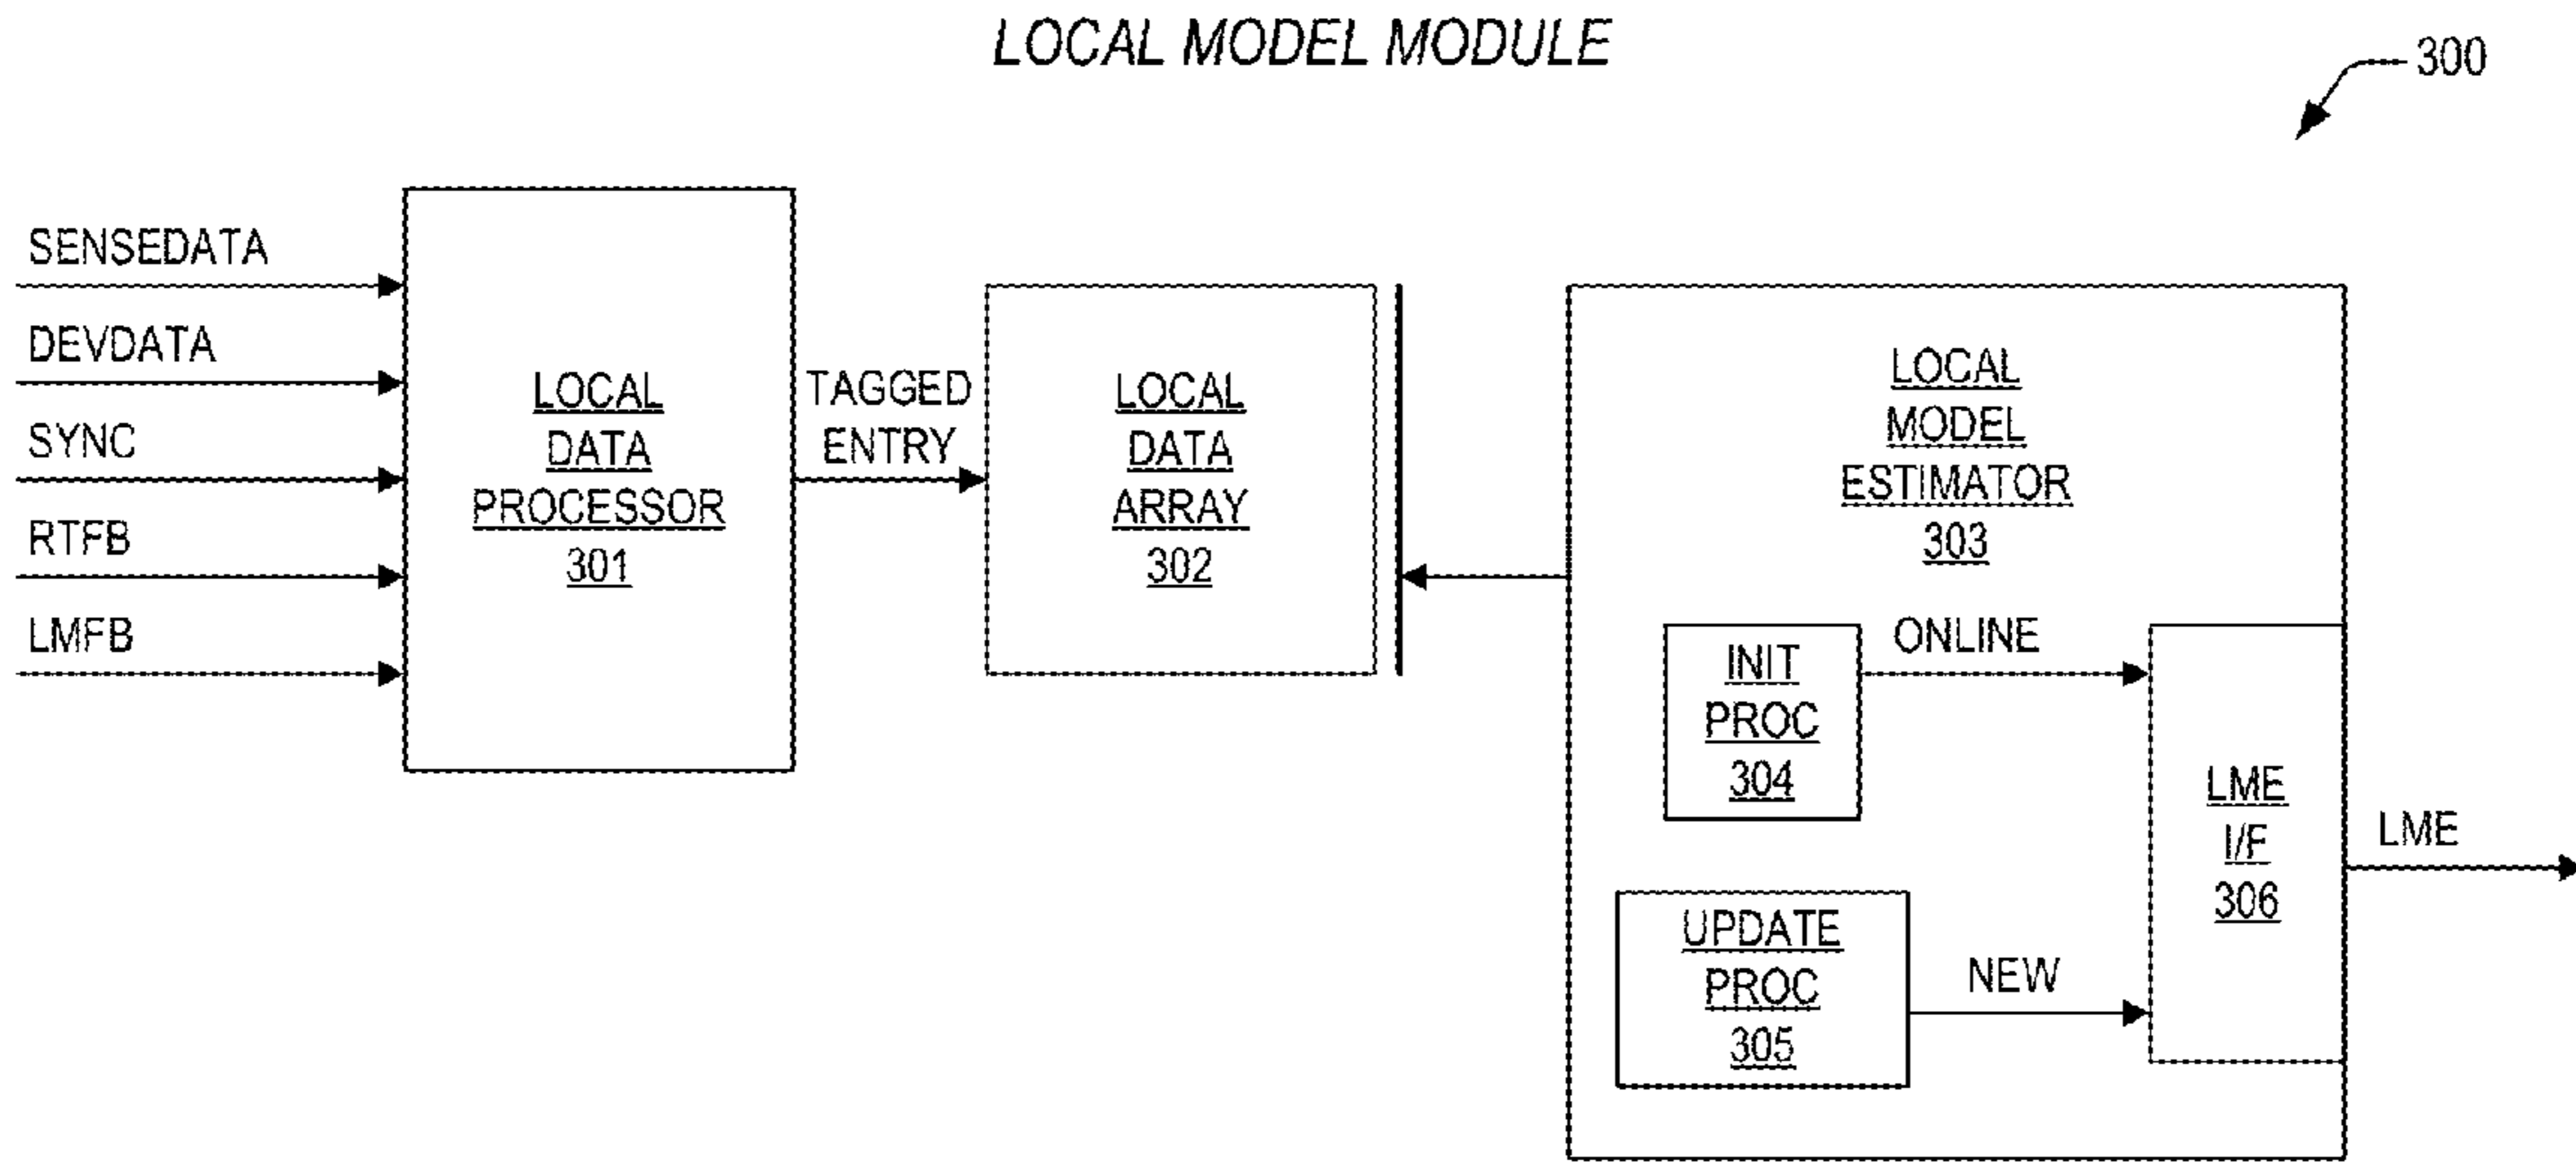 LOCAL MODEL MODULE
300
SENSEDATA
DEVDATA
SYNC
RTFB
LMFB
LOCAL
DATA
PROCESSOR
301
TAGGED
ENTRY
LOCAL
DATA
ARRAY
302
LOCAL
MODEL
ESTIMATOR
303
INIT
PROC
304
ONLINE
UPDATE
PROC
305
NEW
LME
I/F
306
LME